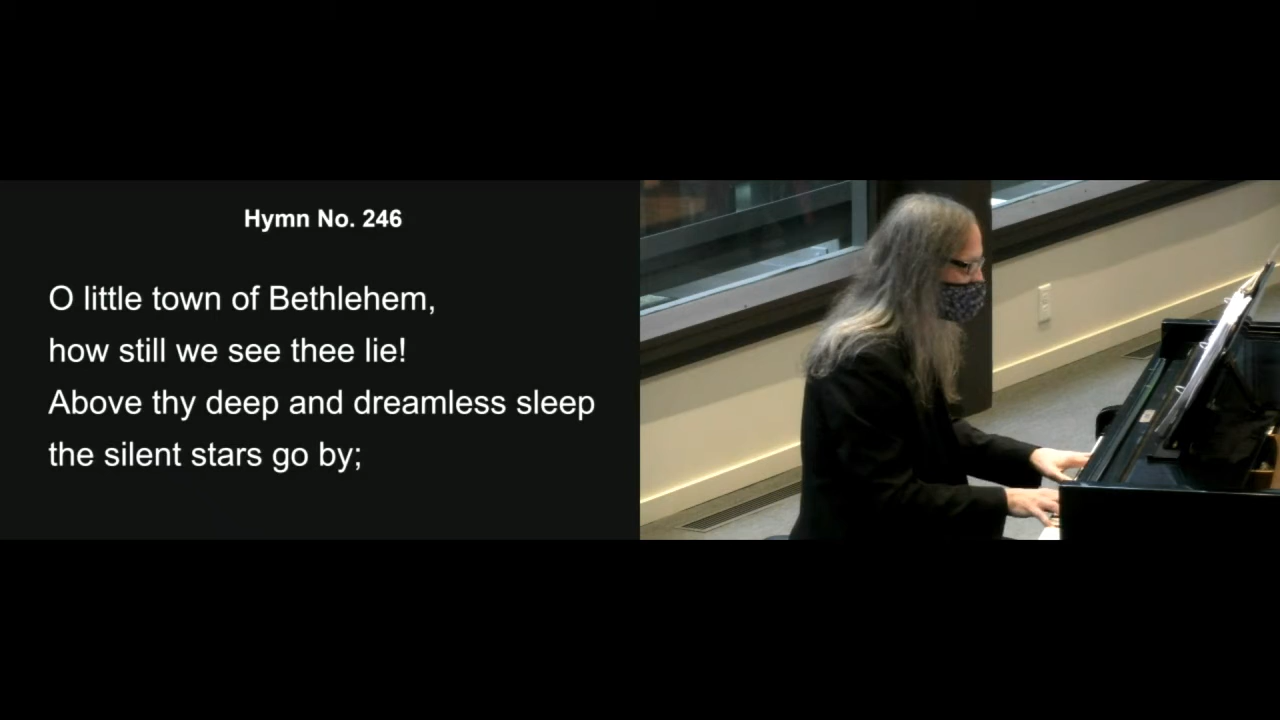 Hymn No. 246
O little town of Bethlehem,
how still we see thee lie!
Above thy deep and dreamless sleep
the silent stars go by;